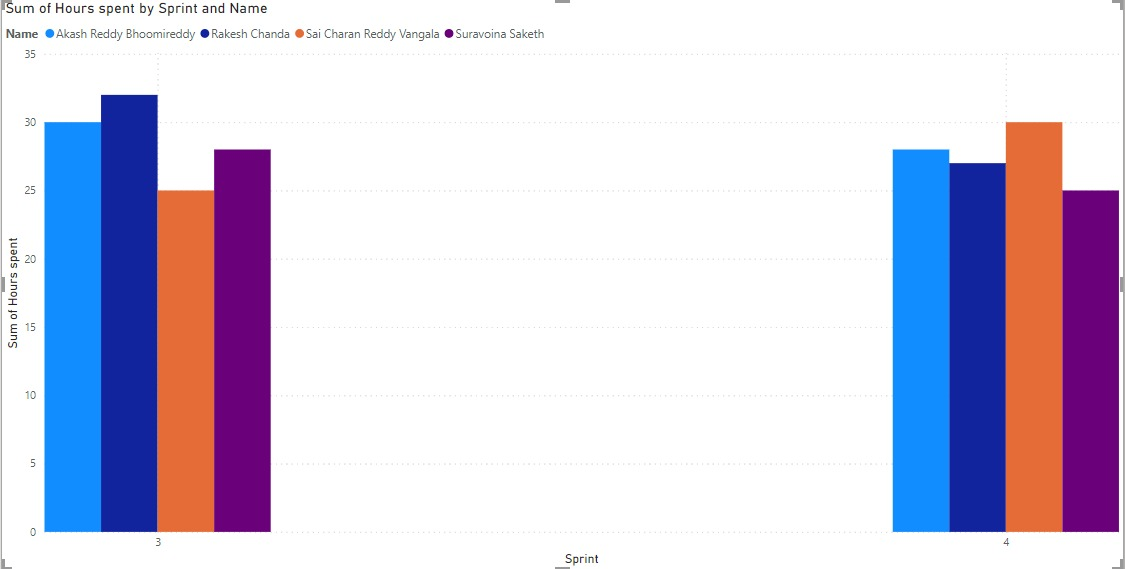 Sum of Hours spent by Sprint and Name
Name Akash Reddy Bhoomireddy Rakesh Chanda Sai Charan Reddy Vangala Suravoina Saketh
35
30
25
20
15
10
5
0
Sum of Hours spent
3 4
Sprint